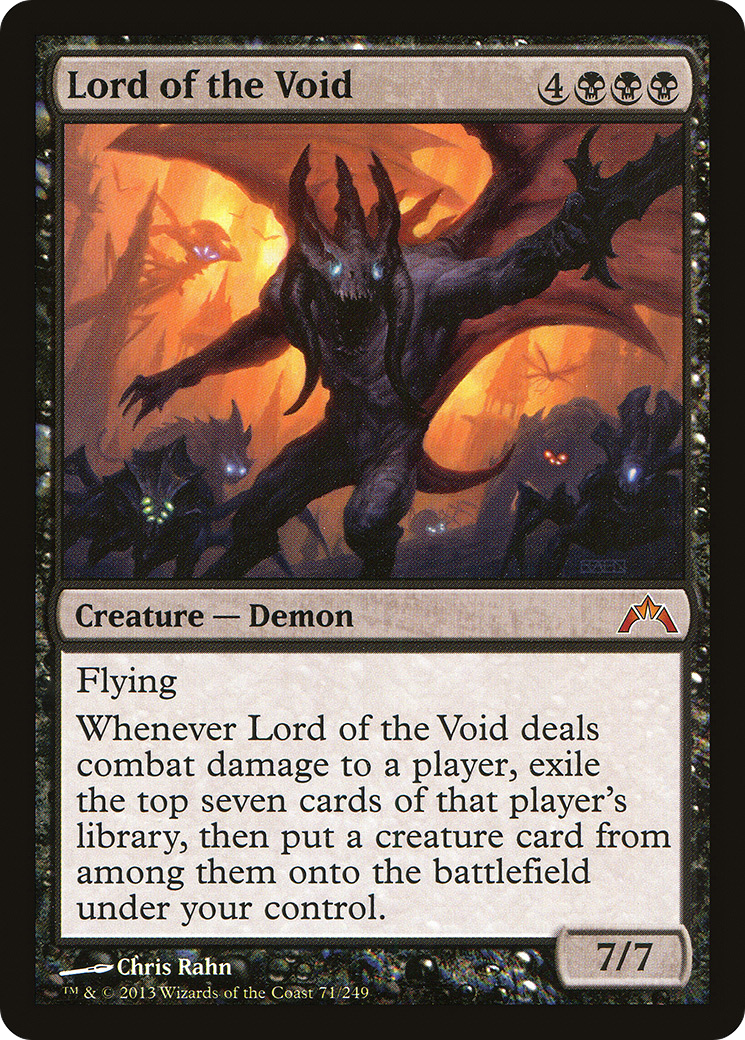 Lord of the Void 4
Creature — Demon
Flying
Whenever Lord of the Void deals
combat damage to a player, exile
the top seven cards of that player's
library, then put a creature card from
among them onto the battlefield
under your control.
7/7
Chris Rahn
™ & © 2013 Wizards of the Coast 71/249